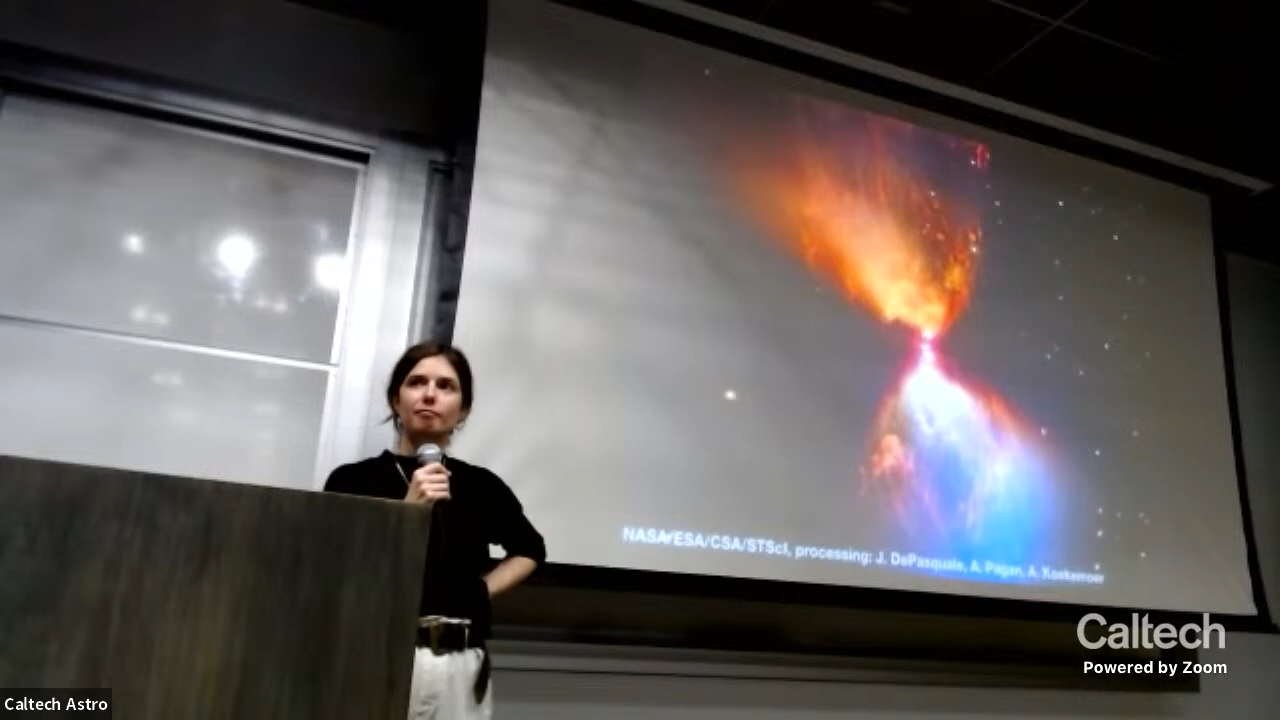 NASA/ESA/CSA/STScI, processing: J. DePasquale, A. Pagan, A. Koekemoer
Caltech
Powered by Zoom
Caltech Astro